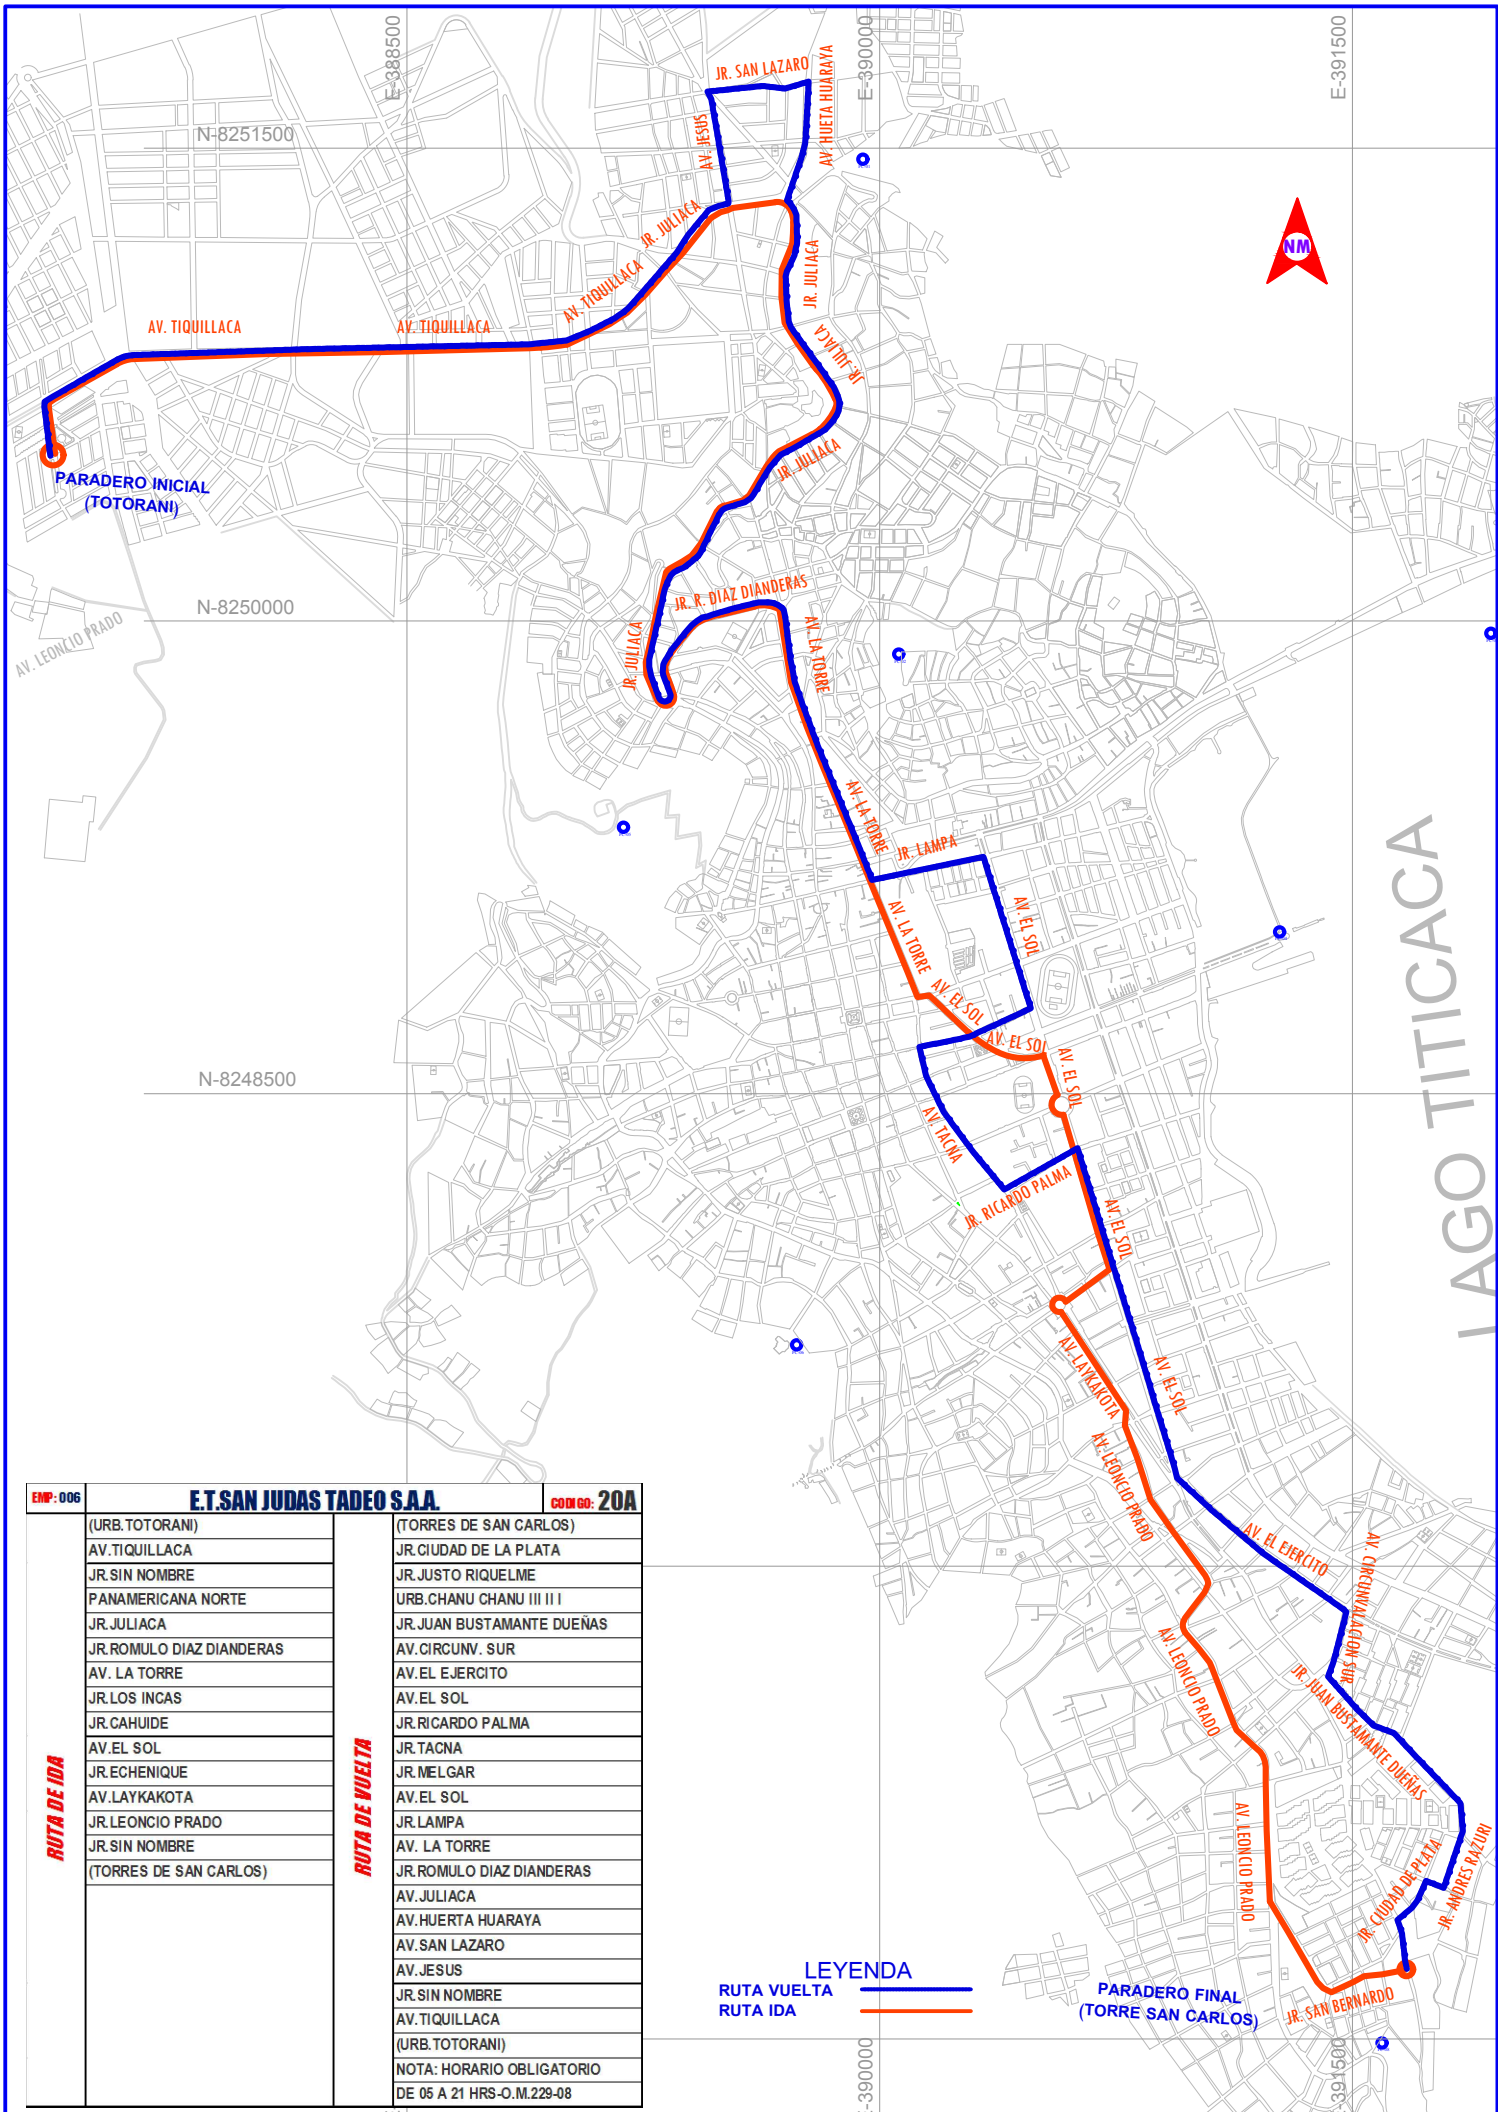 E-388500
E-390000
E-391500
JR. SAN LAZARO
AV. HUETA HUARAYA
AV. JESUS
N-8251500
JR. JULIACA
NM
JR. JULIACA
AV. TIQUILLACA
AV. TIQUILLACA
AV. TIQUILLACA
JR. JULIACA
JR. JULIACA
PARADERO INICIAL
(TOTORANI)
JR. R. DIAZ DIANDERAS
N-8250000
AV. LEONCIO PRADO
JR. JULIACA
AV. LA TORRE
AV. LA TORRE
JR. LAMPA
LAGO TITICACA
AV. LA TORRE
AV. EL SOL
AV. EL SOL
AV. EL SOL
AV. EL SOL
N-8248500
AV. TACNA
JR. RICARDO PALMA
AV. EL SOL
AV. LAYKAKOTA
AV. EL SOL
AV. LEONCIO PRADO
AV. EL EJERCITO
AV. CIRCUNVALACION SUR
AV. LEONCIO PRADO
JR. JUAN BUSTAMANTE DUEÑAS
AV. LEONCIO PRADO
JR. CIUDAD DE PLATA
JR. ANDRES RAZURI
JR. SAN BERNARDO
PARADERO FINAL
(TORRE SAN CARLOS)
LEYENDA
RUTA VUELTA
RUTA IDA
-390000
-391500
EMP: 006
E.T.SAN JUDAS TADEO S.A.A.
CODIGO: 20A
RUTA DE IDA
(URB.TOTORANI)
AV.TIQUILLACA
JR.SIN NOMBRE
PANAMERICANA NORTE
JR.JULIACA
JR.ROMULO DIAZ DIANDERAS
AV. LA TORRE
JR.LOS INCAS
JR.CAHUIDE
AV.EL SOL
JR.ECHENIQUE
AV.LAYKAKOTA
JR.LEONCIO PRADO
JR.SIN NOMBRE
(TORRES DE SAN CARLOS)
RUTA DE VUELTA
(TORRES DE SAN CARLOS)
JR.CIUDAD DE LA PLATA
JR.JUSTO RIQUELME
URB.CHANU CHANU III II I
JR.JUAN BUSTAMANTE DUEÑAS
AV.CIRCUNV. SUR
AV.EL EJERCITO
AV.EL SOL
JR.RICARDO PALMA
JR.TACNA
JR.MELGAR
AV.EL SOL
JR.LAMPA
AV. LA TORRE
JR.ROMULO DIAZ DIANDERAS
AV.JULIACA
AV.HUERTA HUARAYA
AV.SAN LAZARO
AV.JESUS
JR.SIN NOMBRE
AV.TIQUILLACA
(URB.TOTORANI)
NOTA: HORARIO OBLIGATORIO
DE 05 A 21 HRS-O.M.229-08